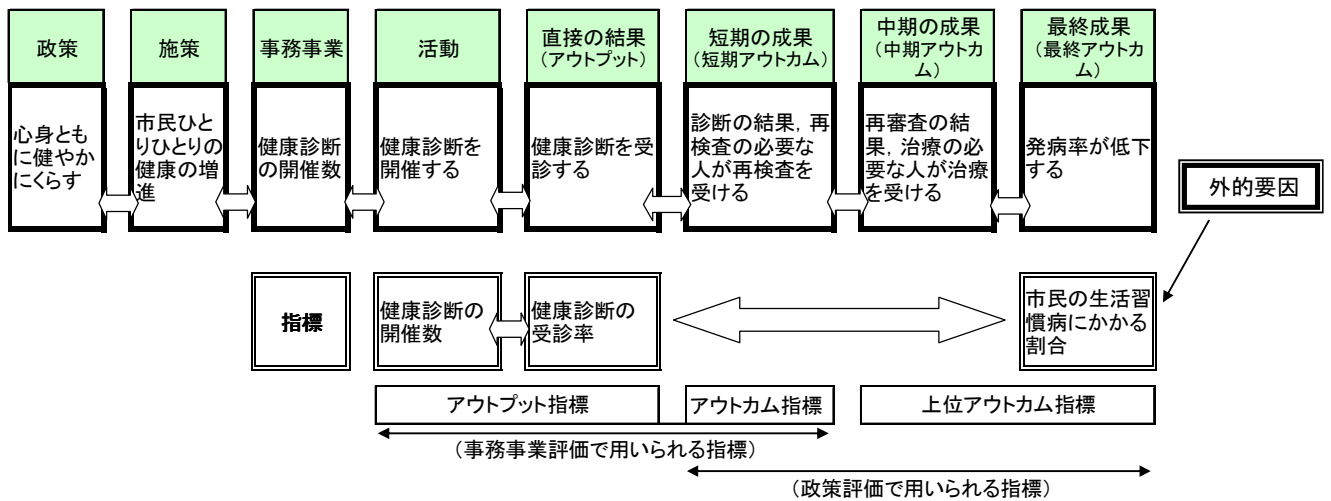 政策
施策
事務事業
活動
直接の結果
（アウトプット）
短期の成果
（短期アウトカム）
中期の成果
（中期アウトカ
ム）
最終成果
（最終アウトカ
ム）
心身ともに健やかにくらす
心身とも
に健やか
にくらす
市民ひと
りひとりの
健康の増
進
健康診断
の開催数
健康診断を
開催する
健康診断を受
診する
診断の結果，再
検査の必要な
人が再検査を
受ける
再審査の結
果，治療の必
要な人が治療
を受ける
発病率が低下
する
外的要因
指標
健康診断の
開催数
健康診断の
受診率
市民の生活習
慣病にかかる
割合
アウトプット指標
アウトカム指標
上位アウトカム指標
（事務事業評価で用いられる指標）
（政策評価で用いられる指標）